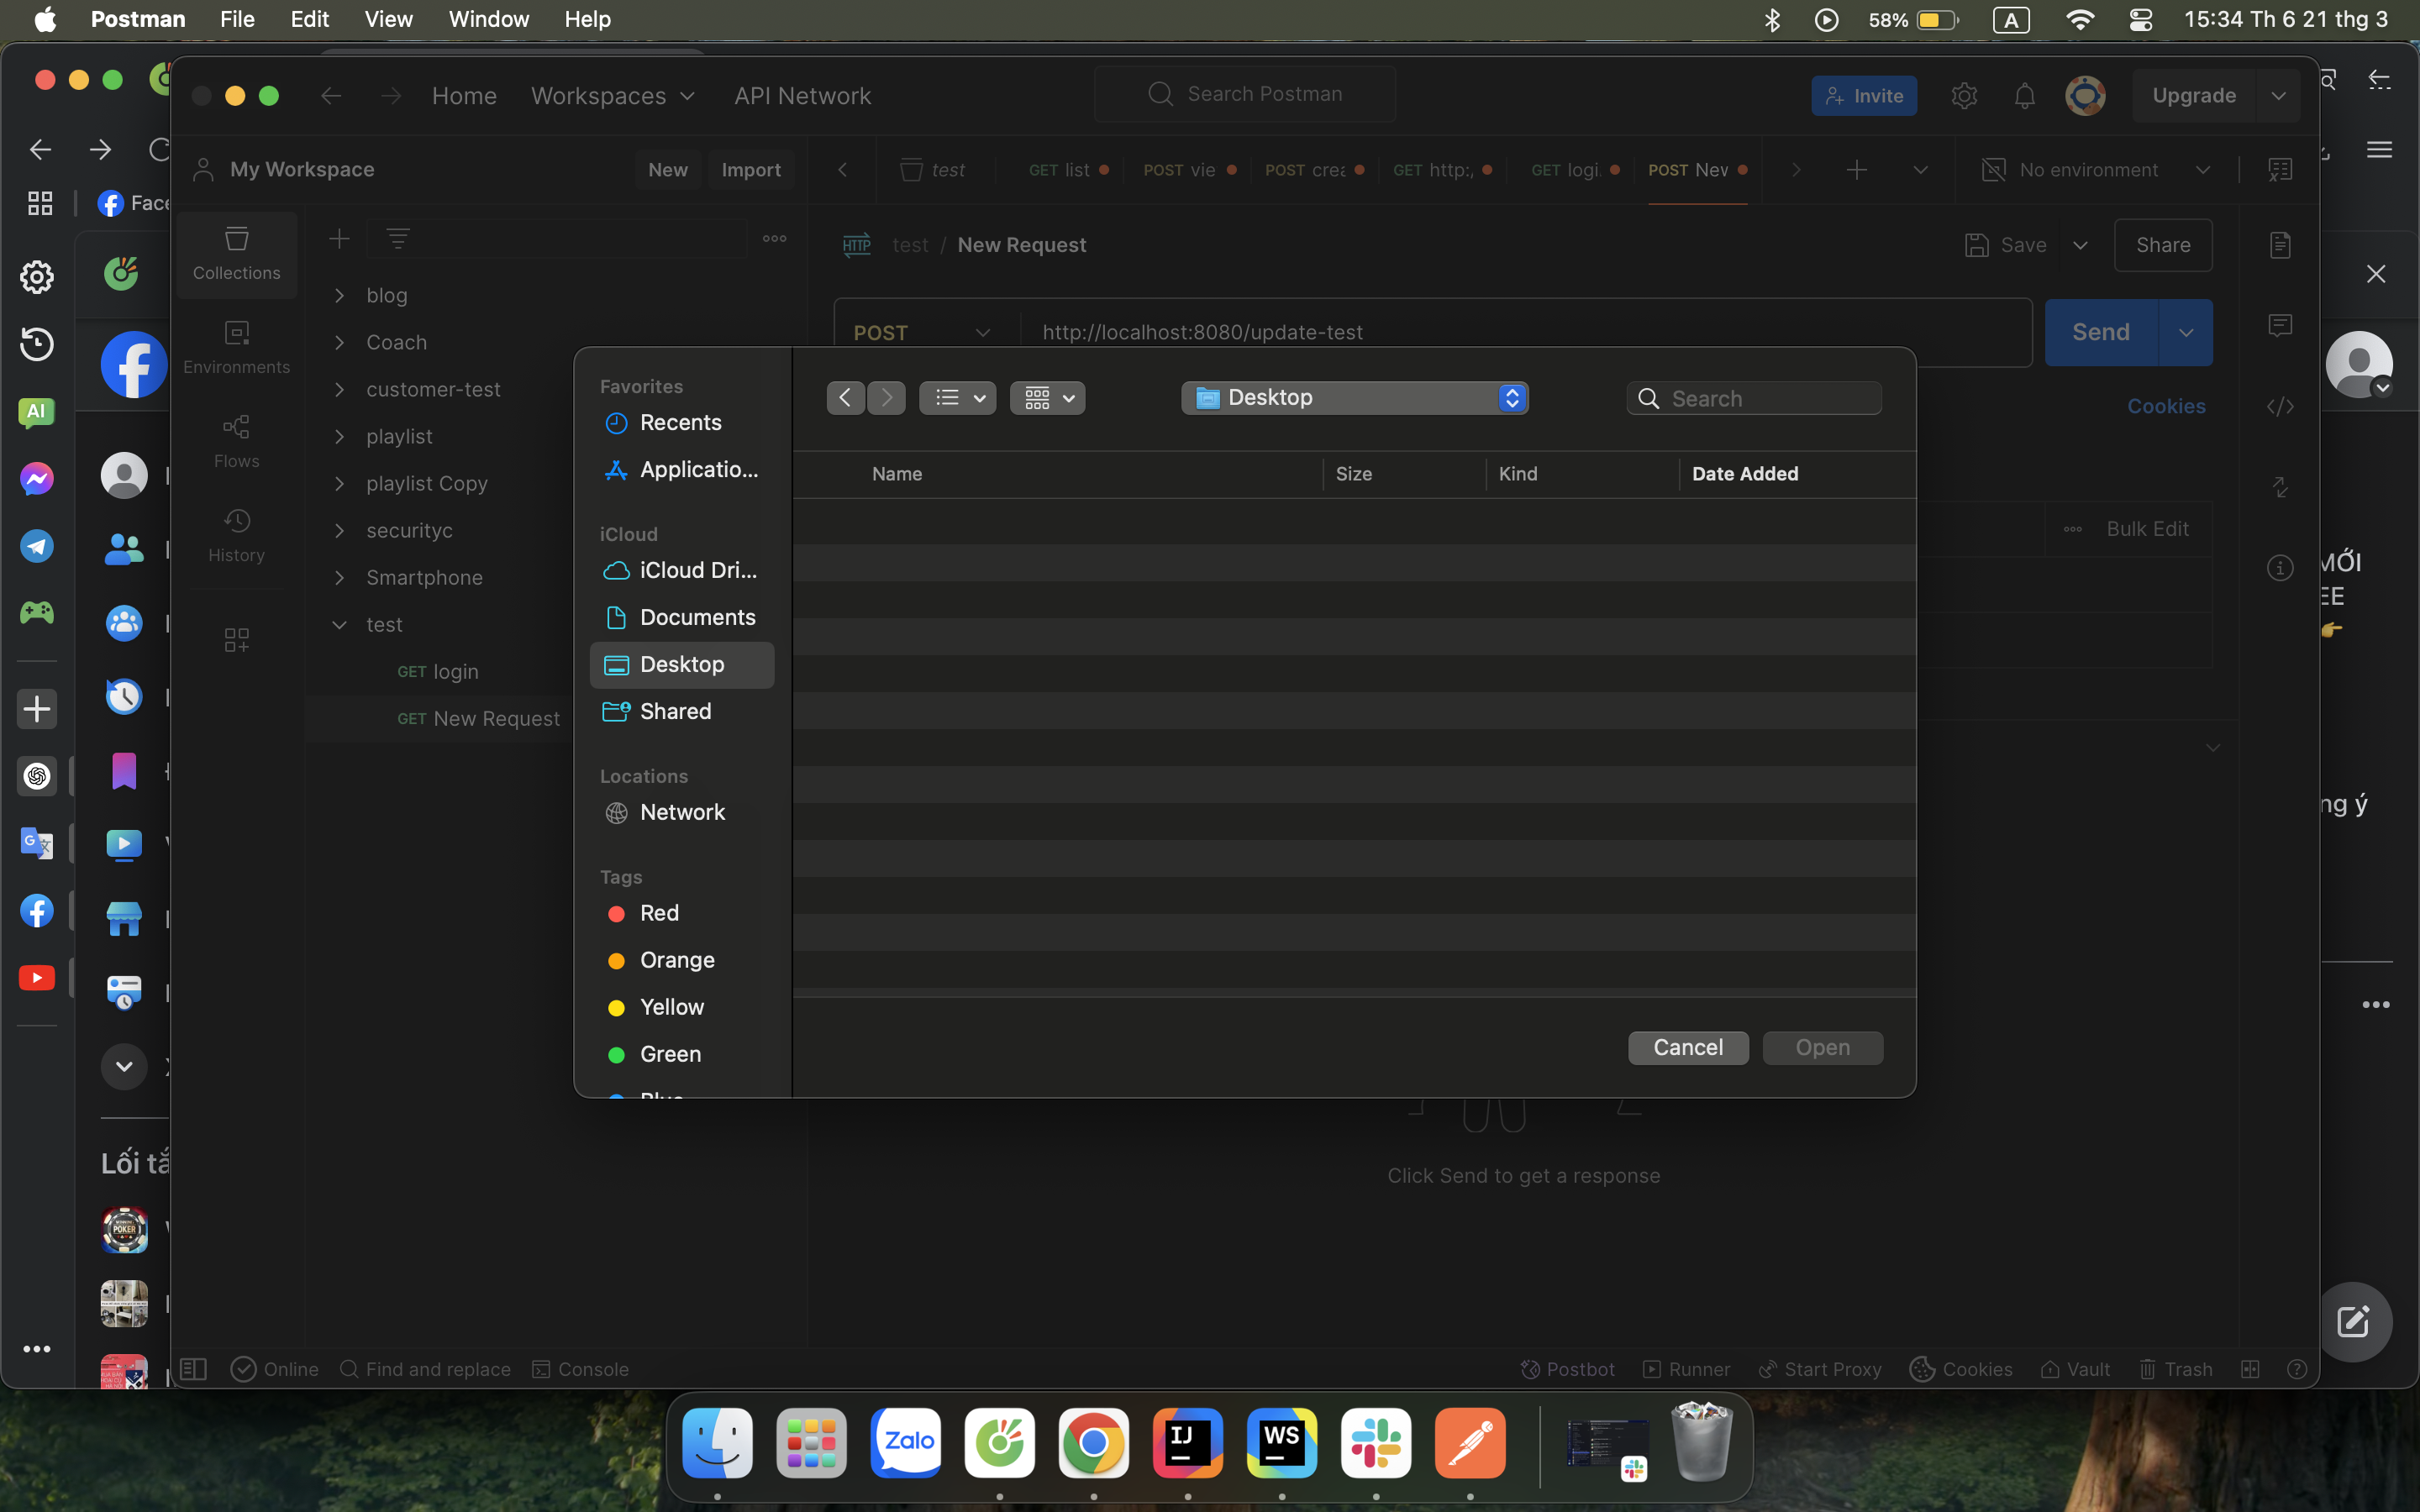 Postman File Edit View Window Help 58% A 15:34 Th 6 21 thg 3
Home Workspaces API Network Search Postman Invite Upgrade
My Workspace New Import test GET list POST vie POST crea GET http:, GET logi. POST Nev No environment
Face
Collections
Environments
Flows
History
blog
Coach
customer-test
playlist
playlist Copy
securityc
Smartphone
test
GET login
GET New Request
HTTP test / New Request Save Share
POST http://localhost:8080/update-test Send
Cookies
Bulk Edit
Favorites
Recents
Applicatio...
iCloud
iCloud Dri...
Documents
Desktop
Shared
Locations
Network
Tags
Red
Orange
Yellow
Green
Desktop Search
Name Size Kind Date Added
Cancel Open
Click Send to get a response
AI
MỚI
EE
ng ý
Lối tắ
POKER
Online Find and replace Console Postbot Runner Start Proxy Cookies Vault Trash
Zalo IJ WS